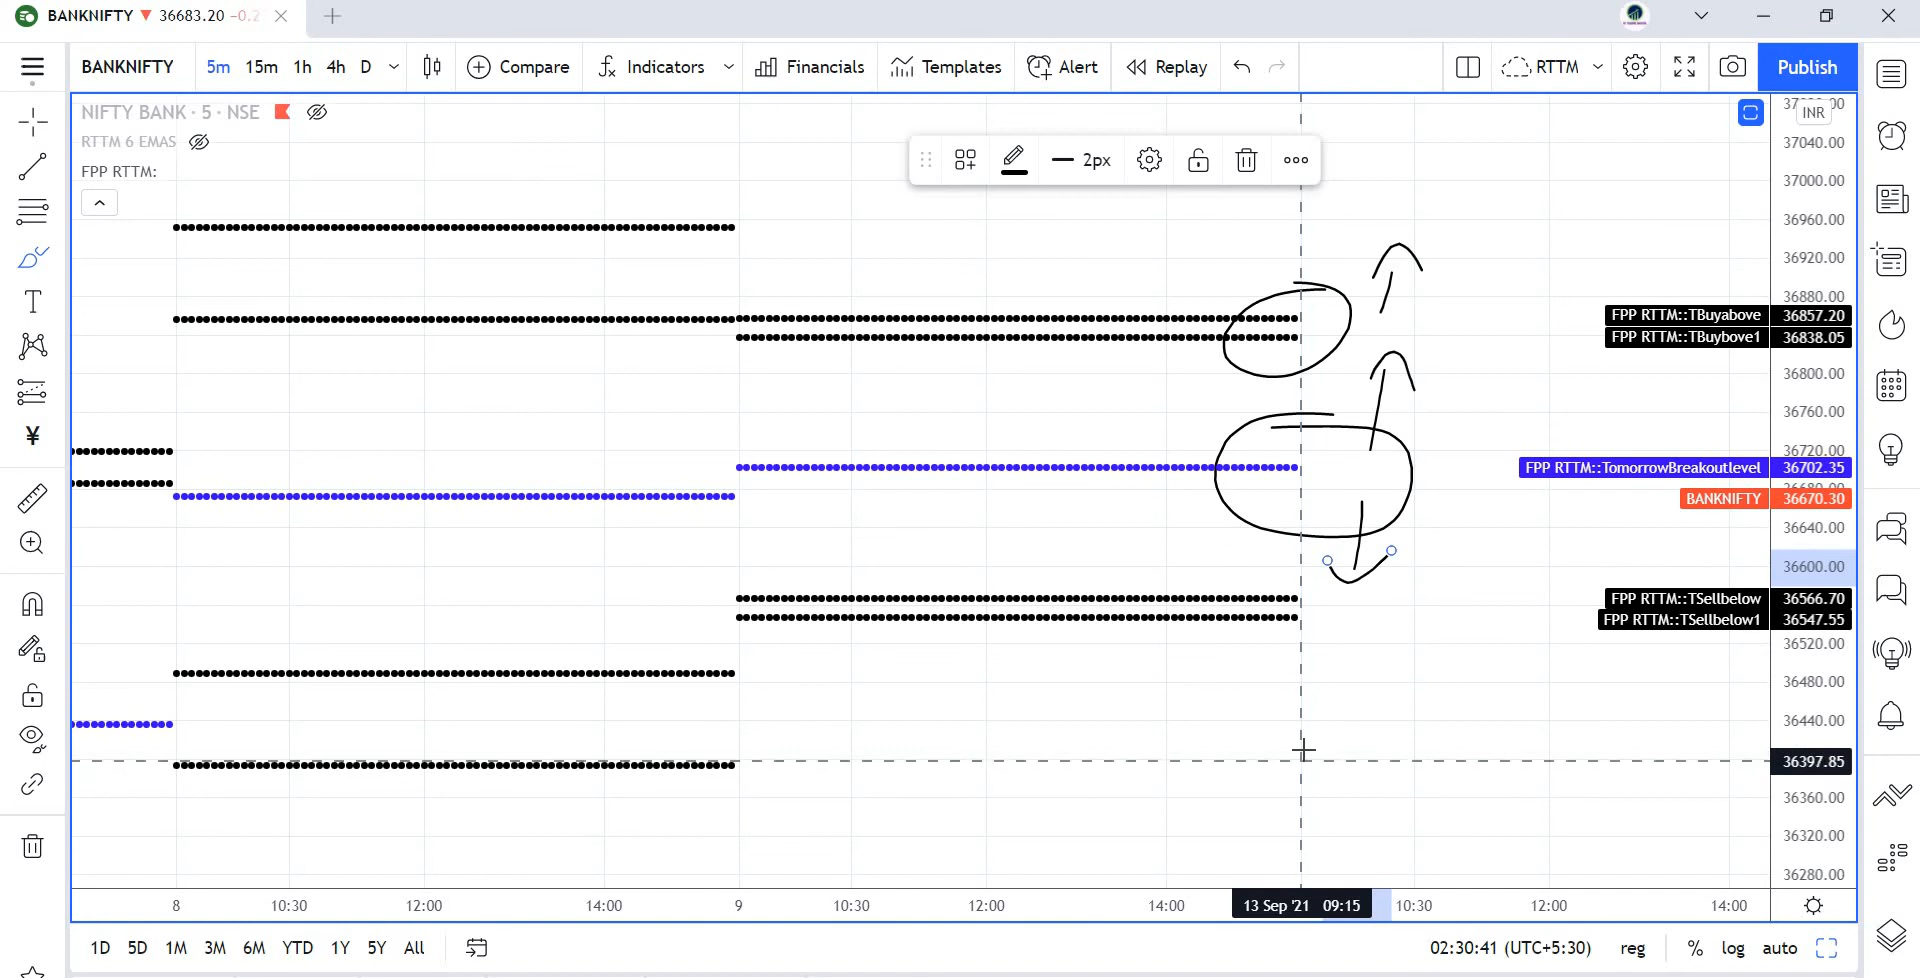 BANKNIFTY ▼ 36683.20 −0.2
BANKNIFTY 5m 15m 1h 4h D Compare Indicators Financials Templates Alert Replay RTTM Publish
NIFTY BANK · 5 · NSE
RTTM 6 EMAS
FPP RTTM:
2px
INR
37040.00
37000.00
36960.00
36920.00
36880.00
FPP RTTM::TBuyabove 36857.20
FPP RTTM::TBuybove1 36838.05
36800.00
36760.00
36720.00
FPP RTTM::TomorrowBreakoutlevel 36702.35
BANKNIFTY 36670.30
36640.00
36600.00
FPP RTTM::TSellbelow 36566.70
FPP RTTM::TSellbelow1 36547.55
36520.00
36480.00
36440.00
36397.85
36360.00
36320.00
36280.00
8 10:30 12:00 14:00 9 10:30 12:00 14:00 13 Sep '21 09:15 10:30 12:00 14:00
1D 5D 1M 3M 6M YTD 1Y 5Y All 02:30:41 (UTC+5:30) reg % log auto